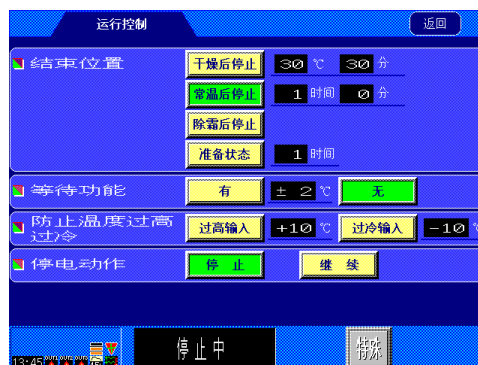 运行控制 返回
结束位置 干燥后停止 30 ℃ 30 分
常温后停止 1 时间 0 分
除霜后停止
准备状态 1 时间
等待功能 有 ± 2 ℃ 无
防止温度过高 过冷 过高输入 +10 ℃ 过冷输入 -10 ℃
停电动作 停 止 继 续
停止中 特殊
13:45